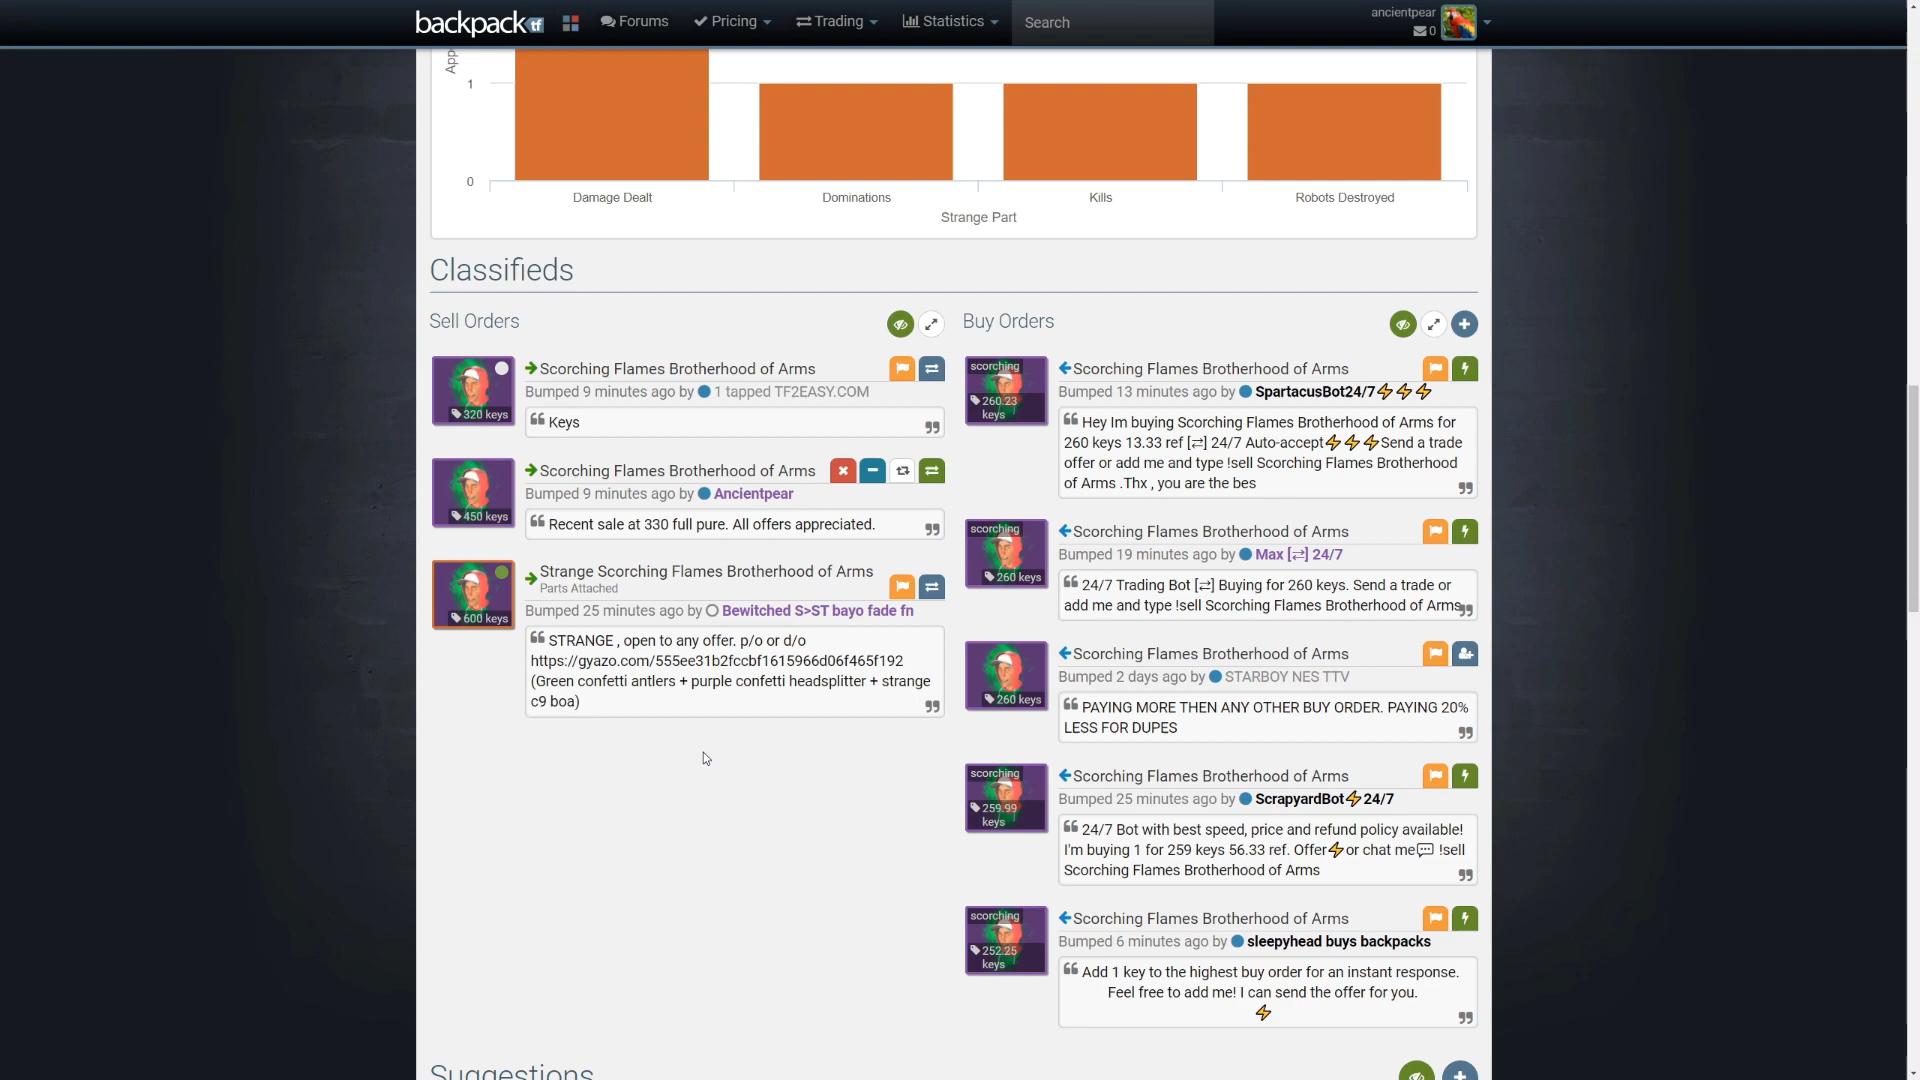 backpack tf Forums Pricing Trading Statistics Search ancientpear
0
App
1
0
Damage Dealt Dominations Kills Robots Destroyed
Strange Part
Classifieds
Sell Orders
320 keys
Scorching Flames Brotherhood of Arms
Bumped 9 minutes ago by 1 tapped TF2EASY.COM
Keys
450 keys
Scorching Flames Brotherhood of Arms
Bumped 9 minutes ago by Ancientpear
Recent sale at 330 full pure. All offers appreciated.
600 keys
Strange Scorching Flames Brotherhood of Arms
Parts Attached
Bumped 25 minutes ago by Bewitched S>ST bayo fade fn
STRANGE , open to any offer. p/o or d/o
https://gyazo.com/555ee31b2fccbf1615966d06f465f192
(Green confetti antlers + purple confetti headsplitter + strange
c9 boa)
Buy Orders
scorching
260.23
keys
Scorching Flames Brotherhood of Arms
Bumped 13 minutes ago by SpartacusBot24/7⚡⚡⚡
Hey Im buying Scorching Flames Brotherhood of Arms for
260 keys 13.33 ref [⇄] 24/7 Auto-accept⚡⚡⚡Send a trade
offer or add me and type !sell Scorching Flames Brotherhood
of Arms .Thx , you are the bes
scorching
260 keys
Scorching Flames Brotherhood of Arms
Bumped 19 minutes ago by Max [⇄] 24/7
24/7 Trading Bot [⇄] Buying for 260 keys. Send a trade or
add me and type !sell Scorching Flames Brotherhood of Arms
260 keys
Scorching Flames Brotherhood of Arms
Bumped 2 days ago by STARBOY NES TTV
PAYING MORE THEN ANY OTHER BUY ORDER. PAYING 20%
LESS FOR DUPES
scorching
259.99
keys
Scorching Flames Brotherhood of Arms
Bumped 25 minutes ago by ScrapyardBot⚡24/7
24/7 Bot with best speed, price and refund policy available!
I'm buying 1 for 259 keys 56.33 ref. Offer⚡or chat me💬 !sell
Scorching Flames Brotherhood of Arms
scorching
252.25
keys
Scorching Flames Brotherhood of Arms
Bumped 6 minutes ago by sleepyhead buys backpacks
Add 1 key to the highest buy order for an instant response.
Feel free to add me! I can send the offer for you.
⚡
Suggestions